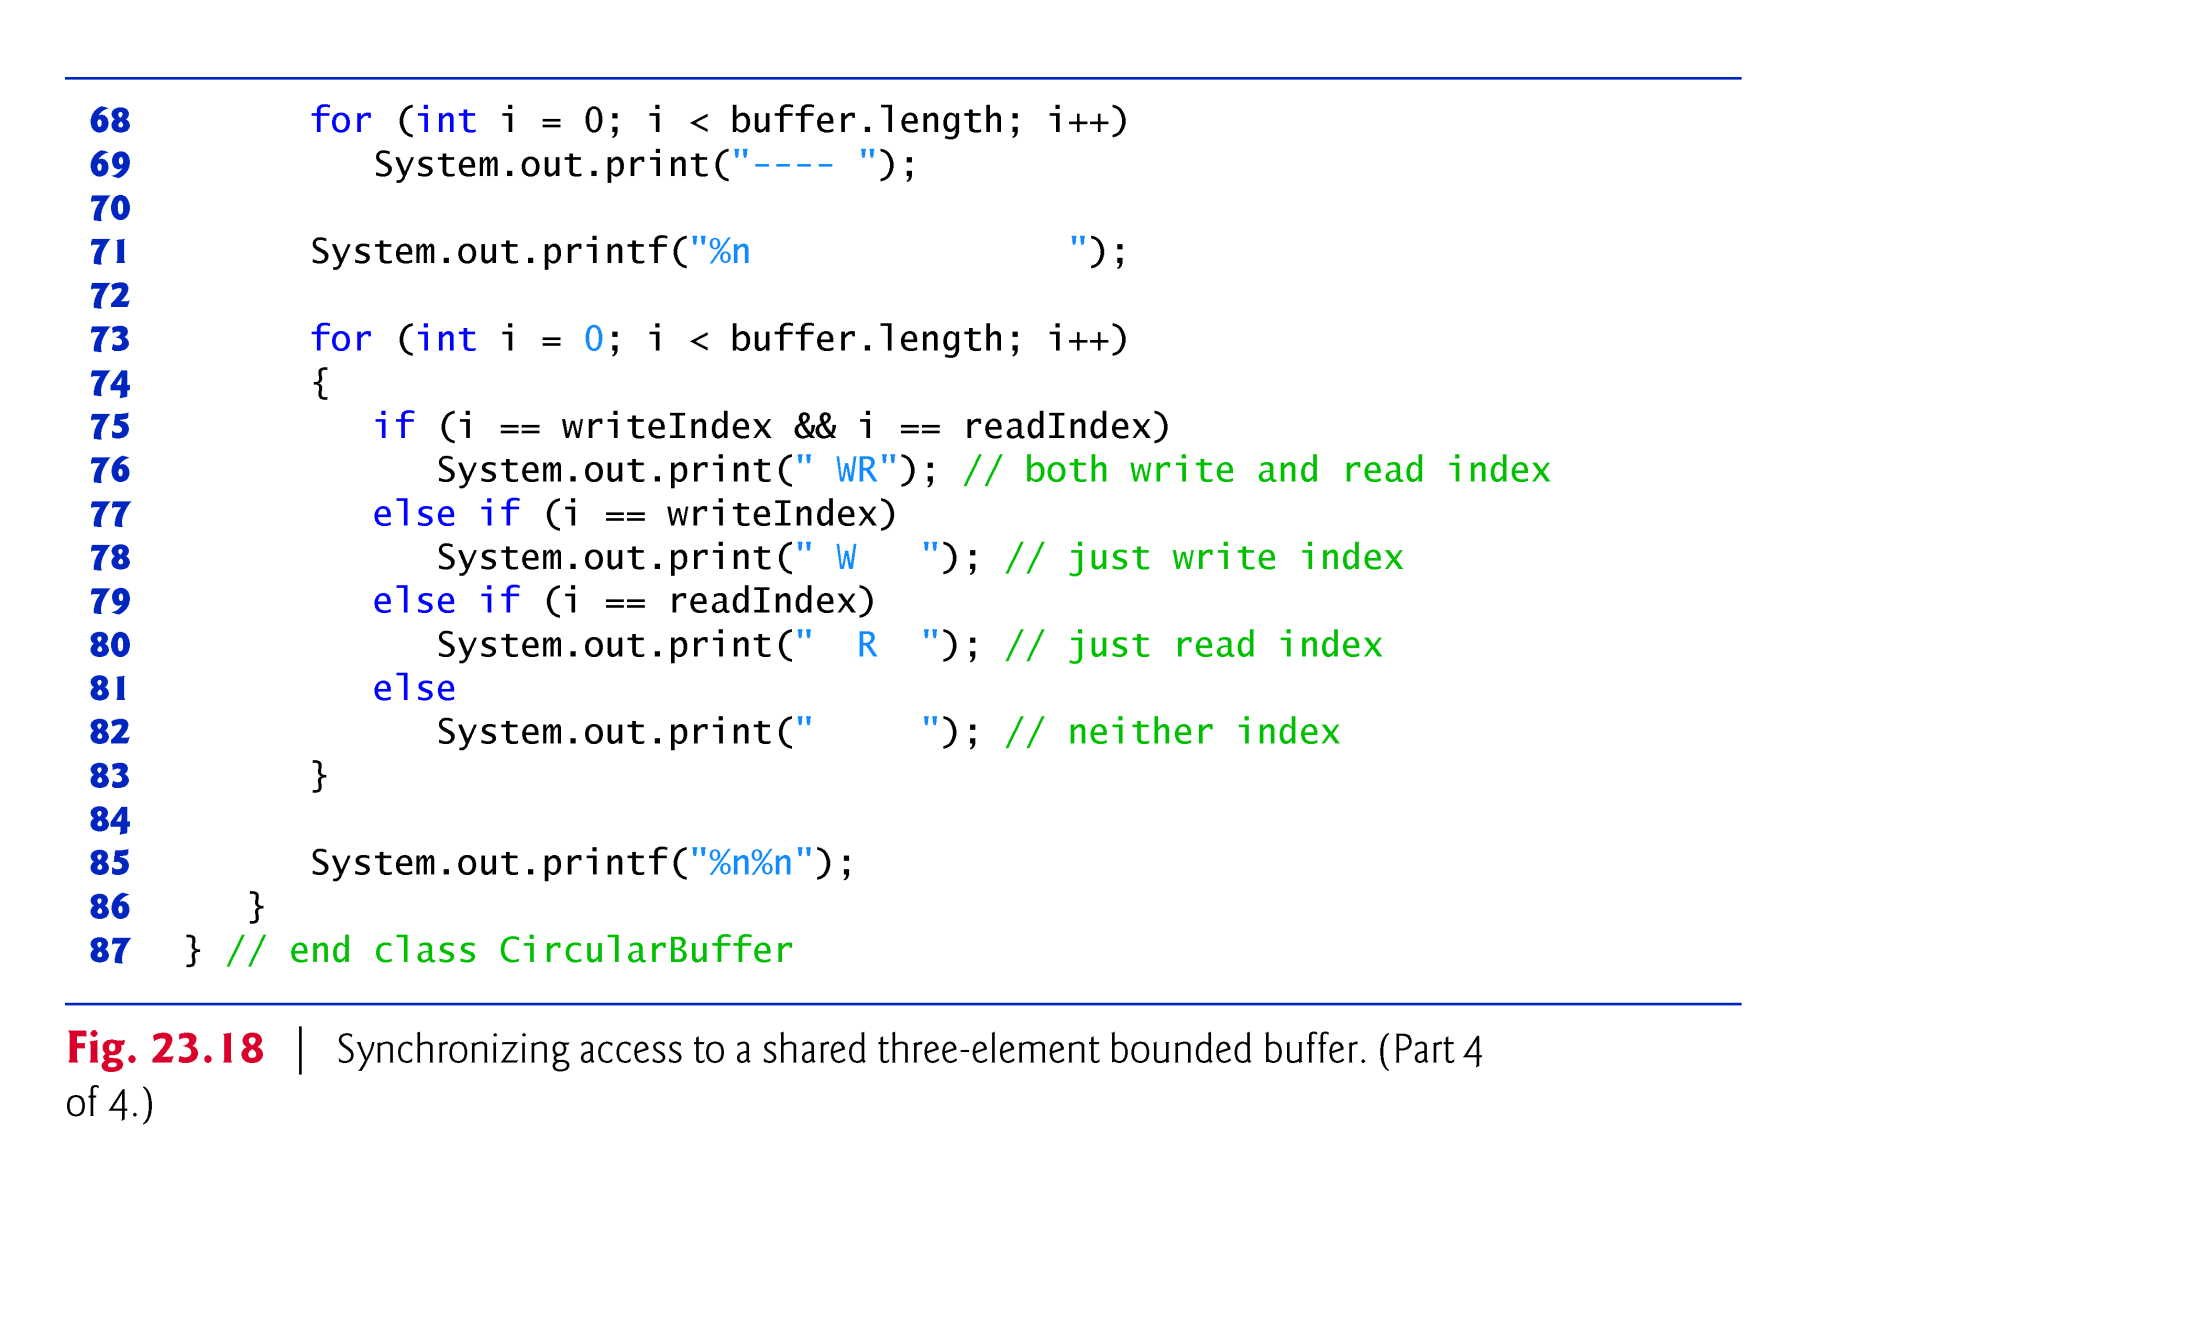 68 for (int i = 0; i < buffer.length; i++)
69 System.out.print("---- ");
70
71 System.out.printf("%n               ");
72
73 for (int i = 0; i < buffer.length; i++)
74 {
75 if (i == writeIndex && i == readIndex)
76 System.out.print(" WR"); // both write and read index
77 else if (i == writeIndex)
78 System.out.print(" W   "); // just write index
79 else if (i == readIndex)
80 System.out.print("  R  "); // just read index
81 else
82 System.out.print("     "); // neither index
83 }
84
85 System.out.printf("%n%n");
86 }
87 } // end class CircularBuffer
Fig. 23.18 | Synchronizing access to a shared three-element bounded buffer. (Part 4
of 4.)